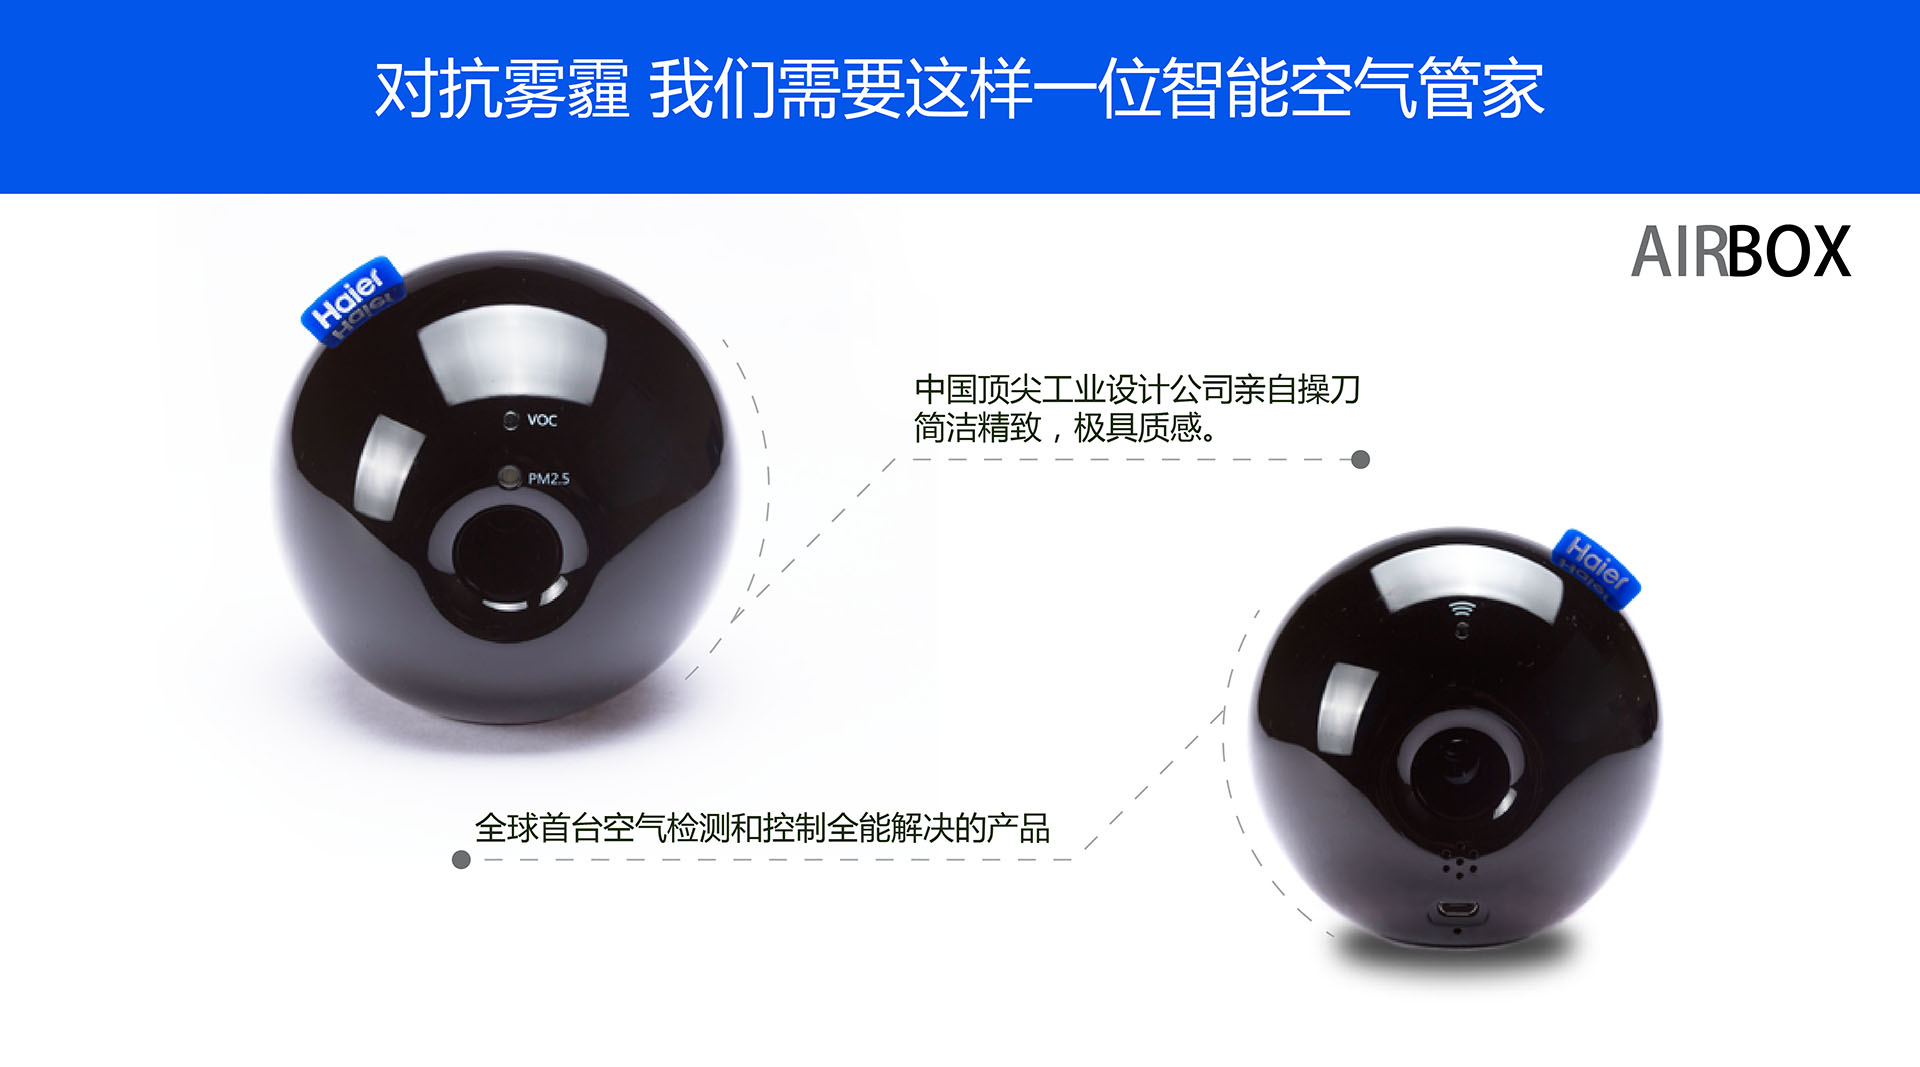 对抗雾霾 我们需要这样一位智能空气管家
AIRBOX
Haier
VOC
PM2.5
中国顶尖工业设计公司亲自操刀
简洁精致，极具质感。
Haier
全球首台空气检测和控制全能解决的产品